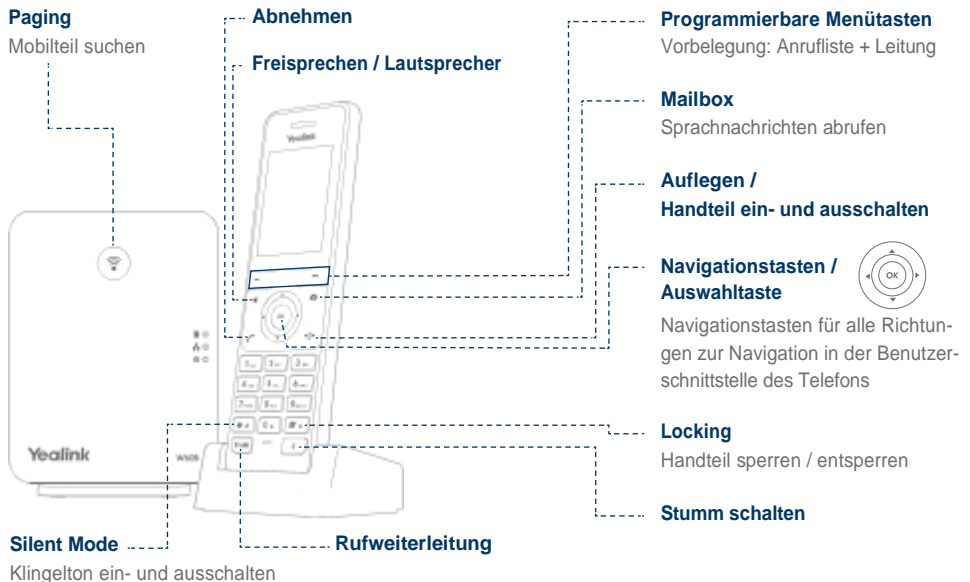 Paging
Mobilteil suchen
Abnehmen
Freisprechen / Lautsprecher
Programmierbare Menütasten
Vorbelegung: Anrufliste + Leitung
Mailbox
Sprachnachrichten abrufen
Auflegen /
Handteil ein- und ausschalten
Navigationstasten /
Auswahltaste
OK
Navigationstasten für alle Richtun-
gen zur Navigation in der Benutzer-
schnittstelle des Telefons
Locking
Handteil sperren / entsperren
Stumm schalten
Yealink
Yealink
Silent Mode
Klingelton ein- und ausschalten
Rufweiterleitung